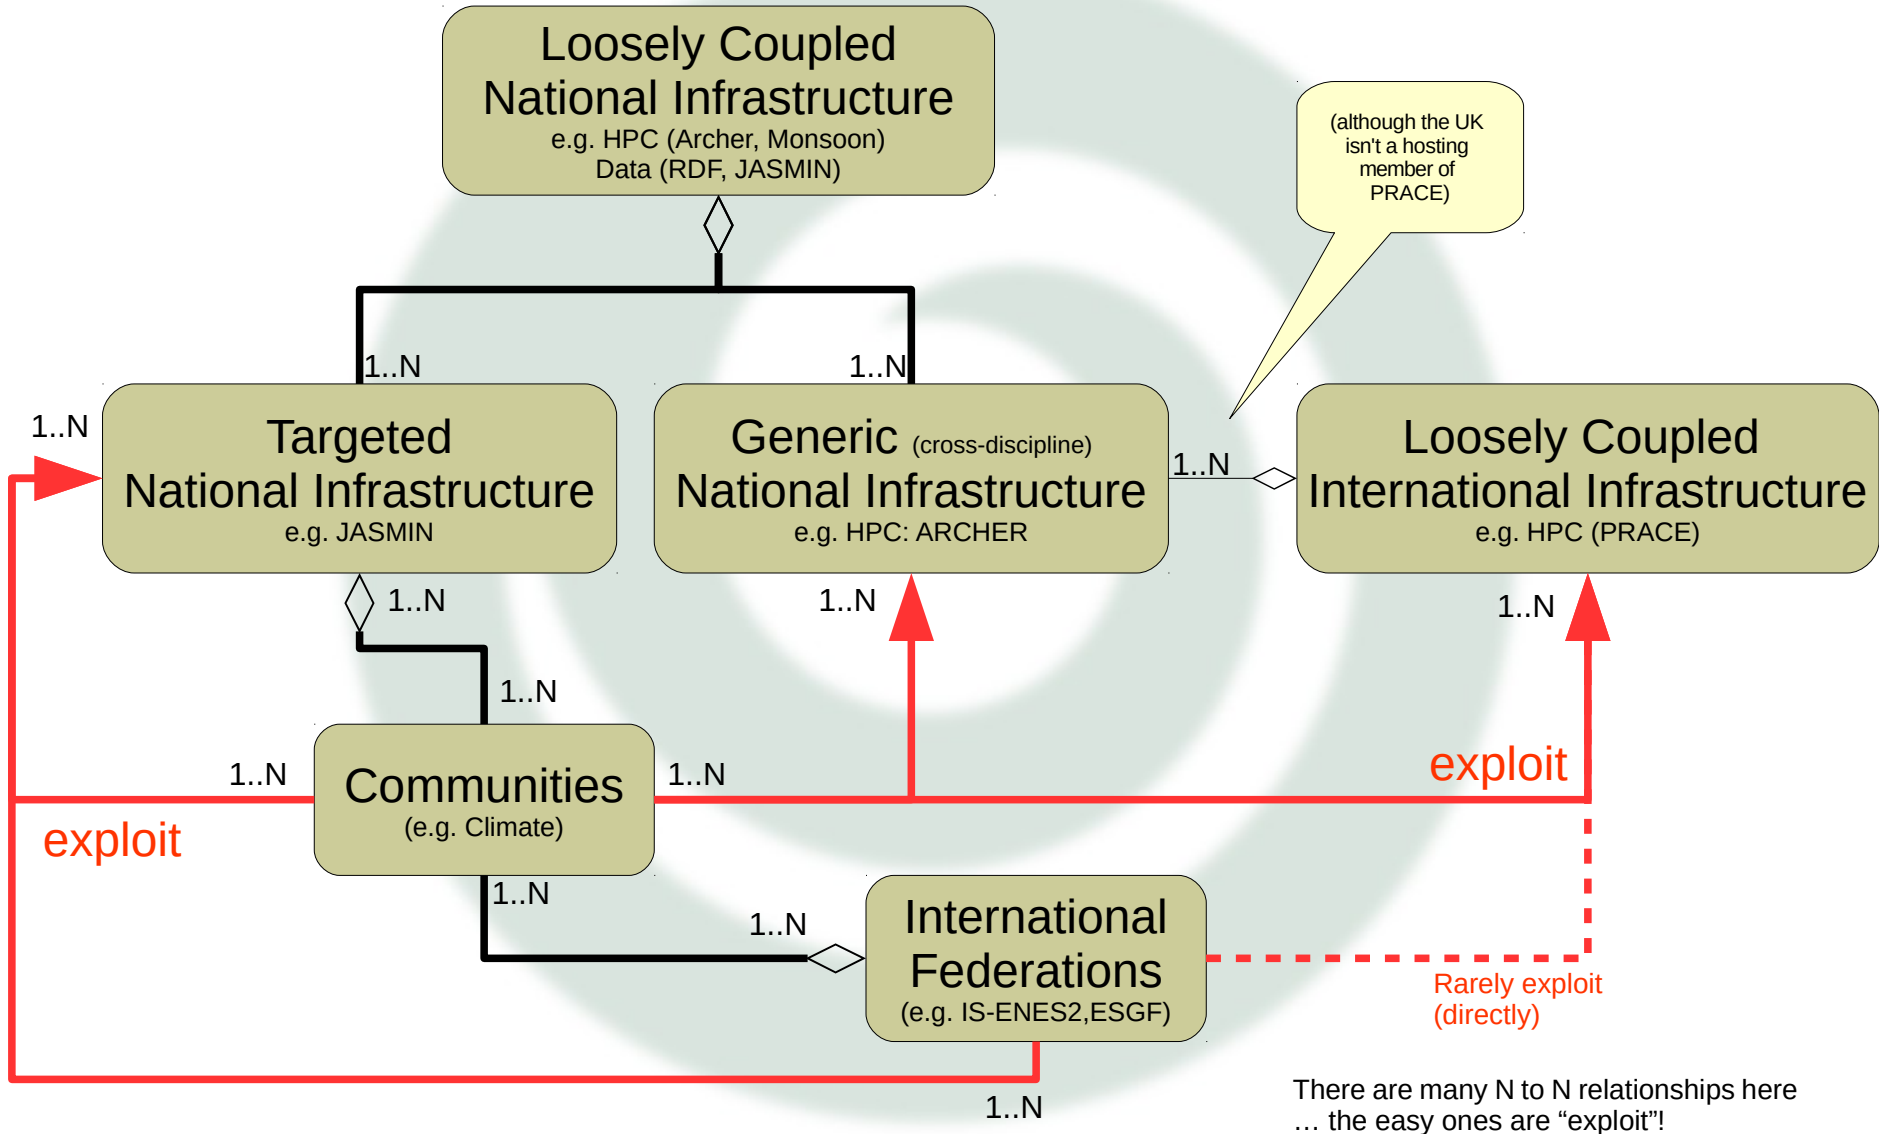 Loosely Coupled
National Infrastructure
e.g. HPC (Archer, Monsoon)
Data (RDF, JASMIN)
(although the UK
isn't a hosting
member of
PRACE)
1..N
1..N
1..N
Targeted
National Infrastructure
e.g. JASMIN
Generic (cross-discipline)
National Infrastructure
e.g. HPC: ARCHER
1..N
Loosely Coupled
International Infrastructure
e.g. HPC (PRACE)
1..N
1..N
1..N
1..N
1..N
Communities
(e.g. Climate)
1..N
exploit
exploit
1..N
1..N
International
Federations
(e.g. IS-ENES2,ESGF)
Rarely exploit
(directly)
1..N
There are many N to N relationships here
… the easy ones are “exploit”!